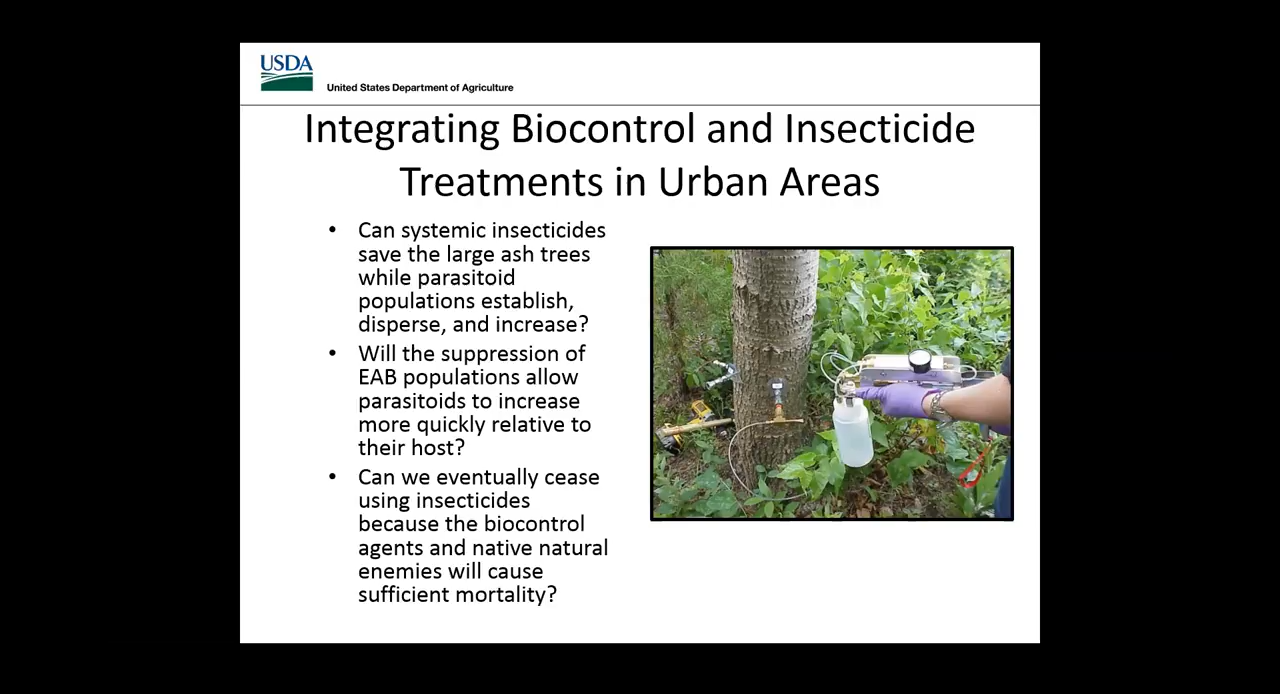 USDA
United States Department of Agriculture
Integrating Biocontrol and Insecticide
Treatments in Urban Areas
• Can systemic insecticides
save the large ash trees
while parasitoid
populations establish,
disperse, and increase?
• Will the suppression of
EAB populations allow
parasitoids to increase
more quickly relative to
their host?
• Can we eventually cease
using insecticides
because the biocontrol
agents and native natural
enemies will cause
sufficient mortality?